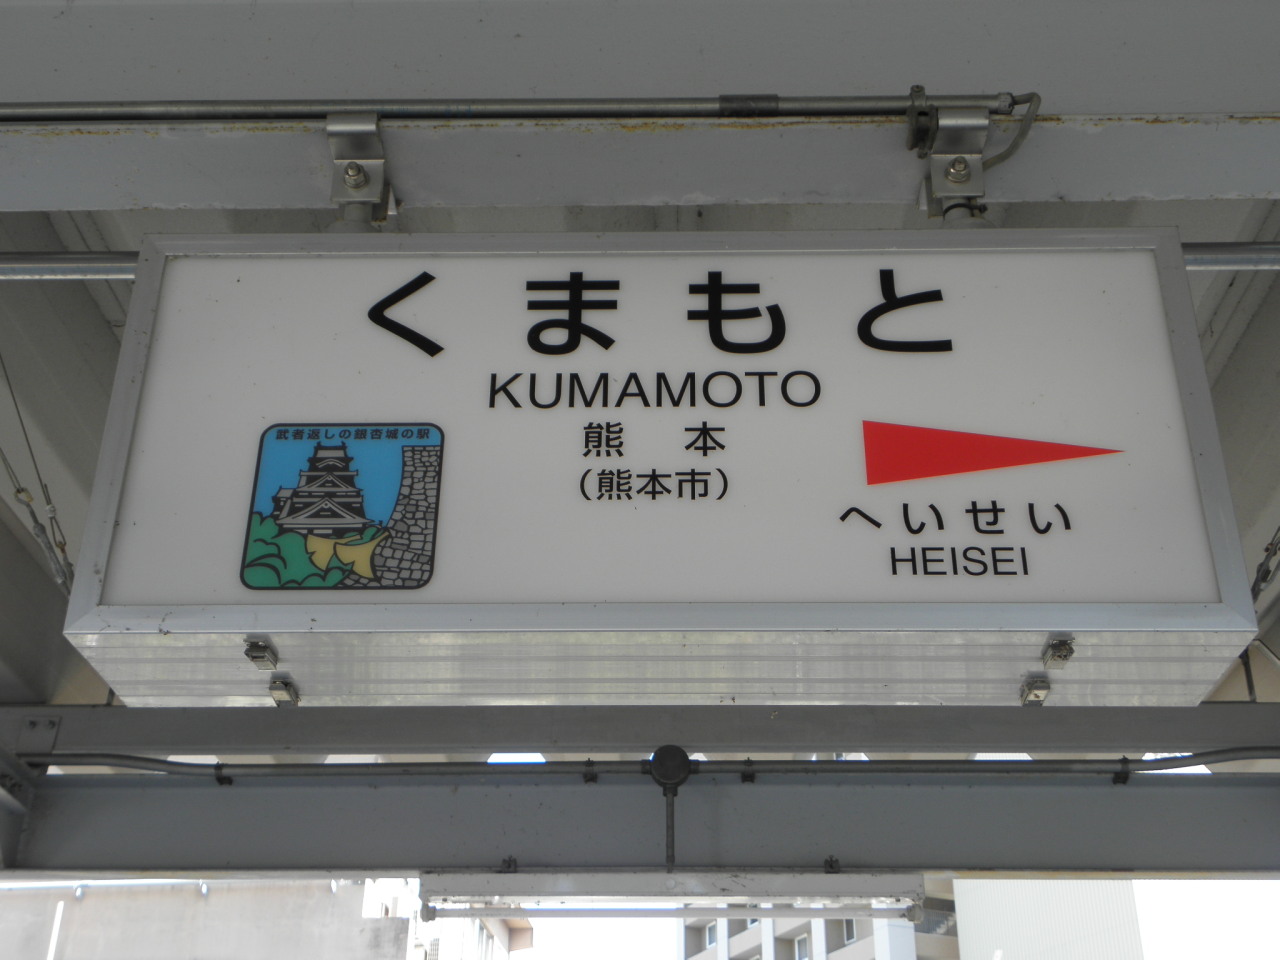 くまもと
KUMAMOTO
熊 本
(熊本市)
武者返しの銀杏城の駅
へいせい
HEISEI